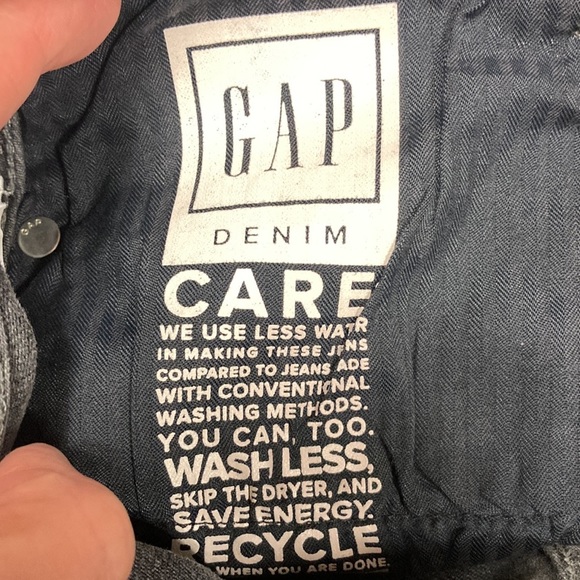 GAP
DENIM
CARE
WE USE LESS WATR
IN MAKING THESE JENS
COMPARED TO JEANS ADE
WITH CONVENTIONAL
WASHING METHODS.
YOU CAN, TOO.
WASH LESS,
SKIP THE DRYER, AND
SAVE ENERGY.
RECYCLE
WHEN YOU ARE DONE.
GAP